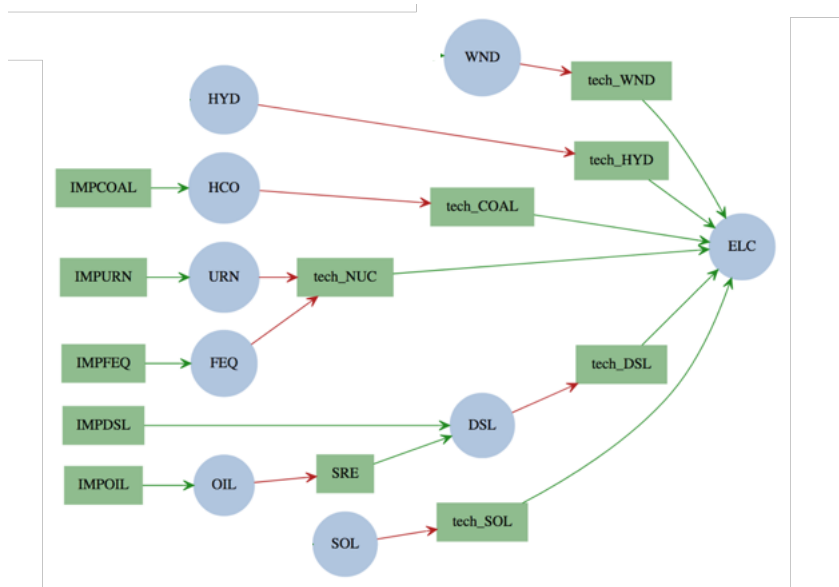 WND
tech_WND
HYD
tech_HYD
IMPCOAL
HCO
tech_COAL
ELC
IMPURN
URN
tech_NUC
IMPFEQ
FEQ
tech_DSL
IMPDSL
DSL
IMPOIL
OIL
SRE
tech_SOL
SOL